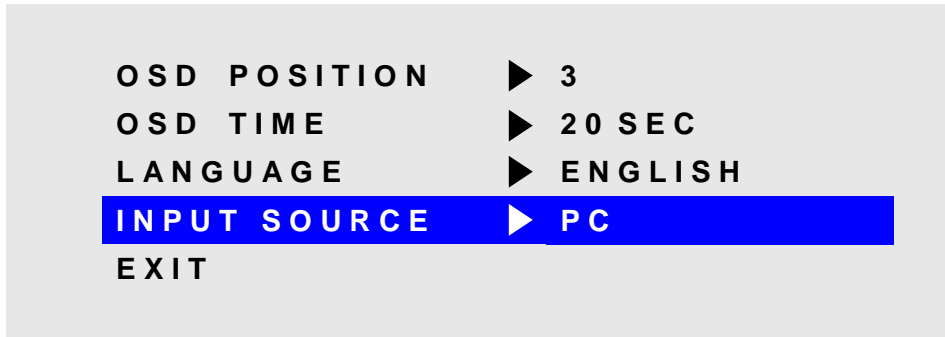 OSD POSITION ▶ 3
OSD TIME ▶ 20 SEC
LANGUAGE ▶ ENGLISH
INPUT SOURCE ▶ PC
EXIT